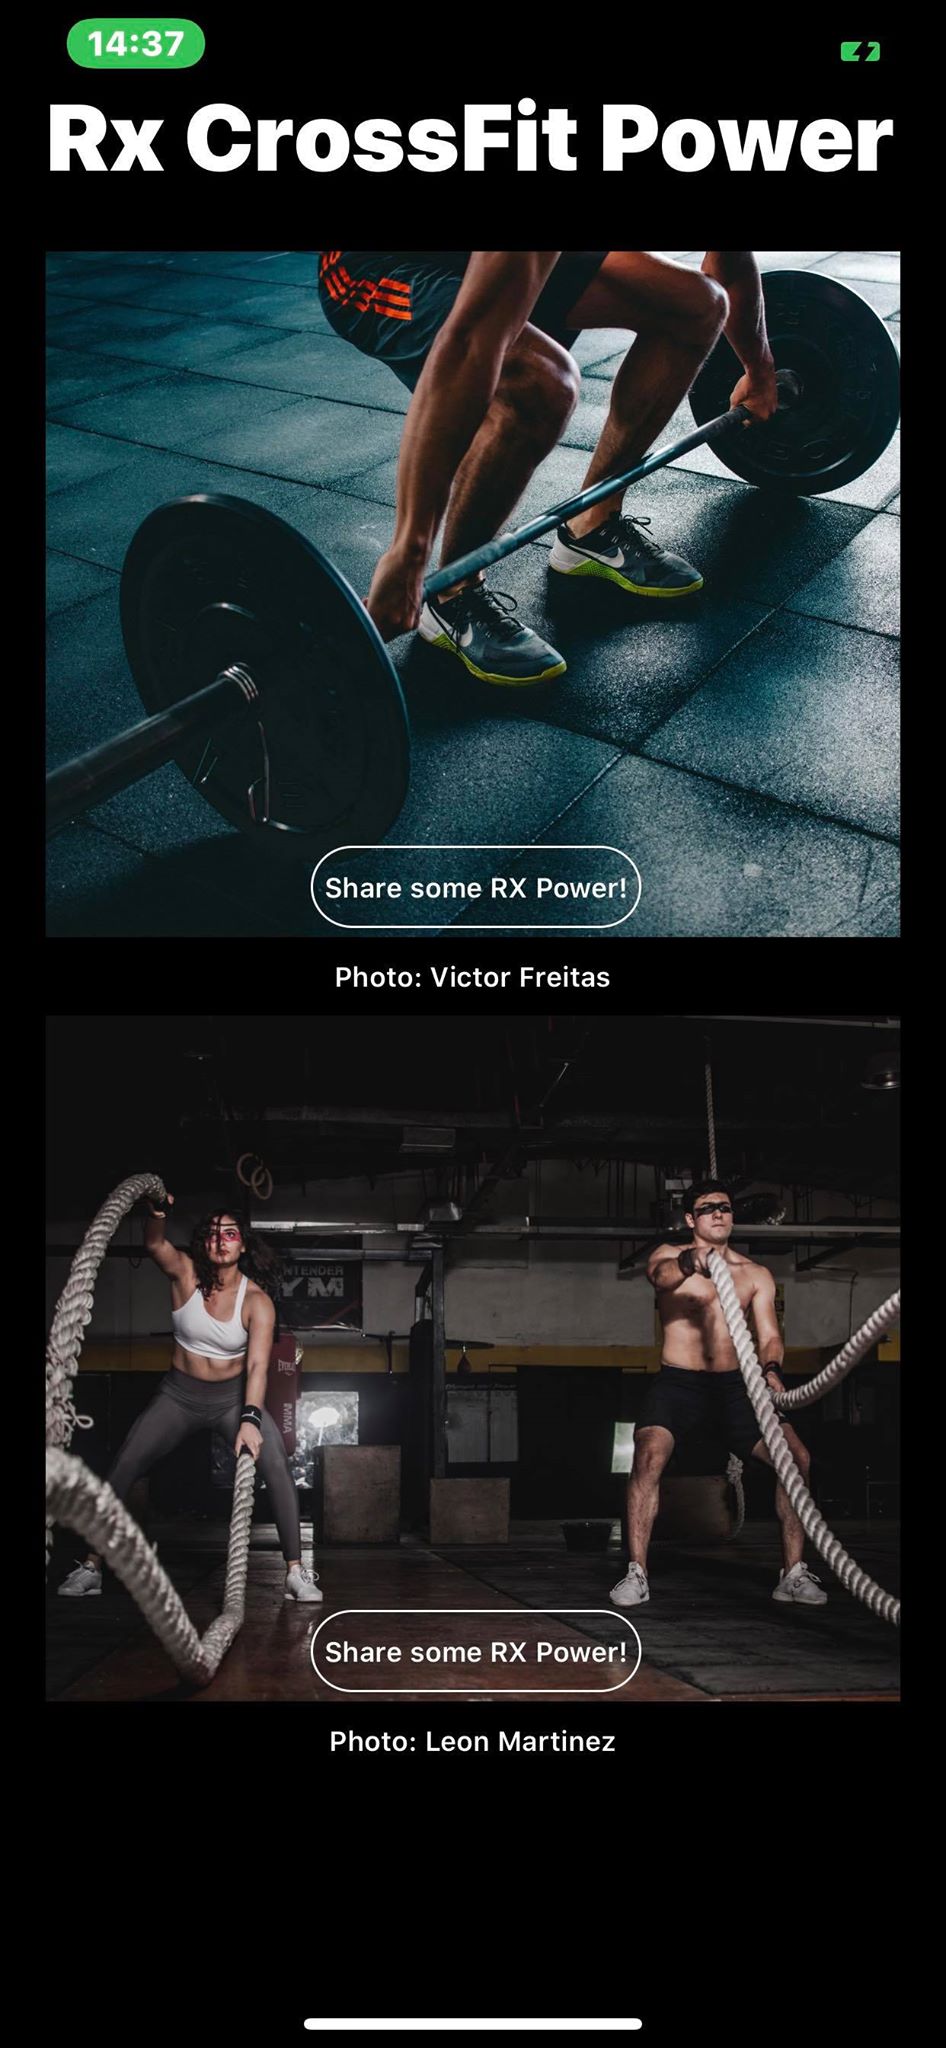 14:37
Rx CrossFit Power
Share some RX Power!
Photo: Victor Freitas
NTENDER
YM
EVERLAST
MMA
Share some RX Power!
Photo: Leon Martinez